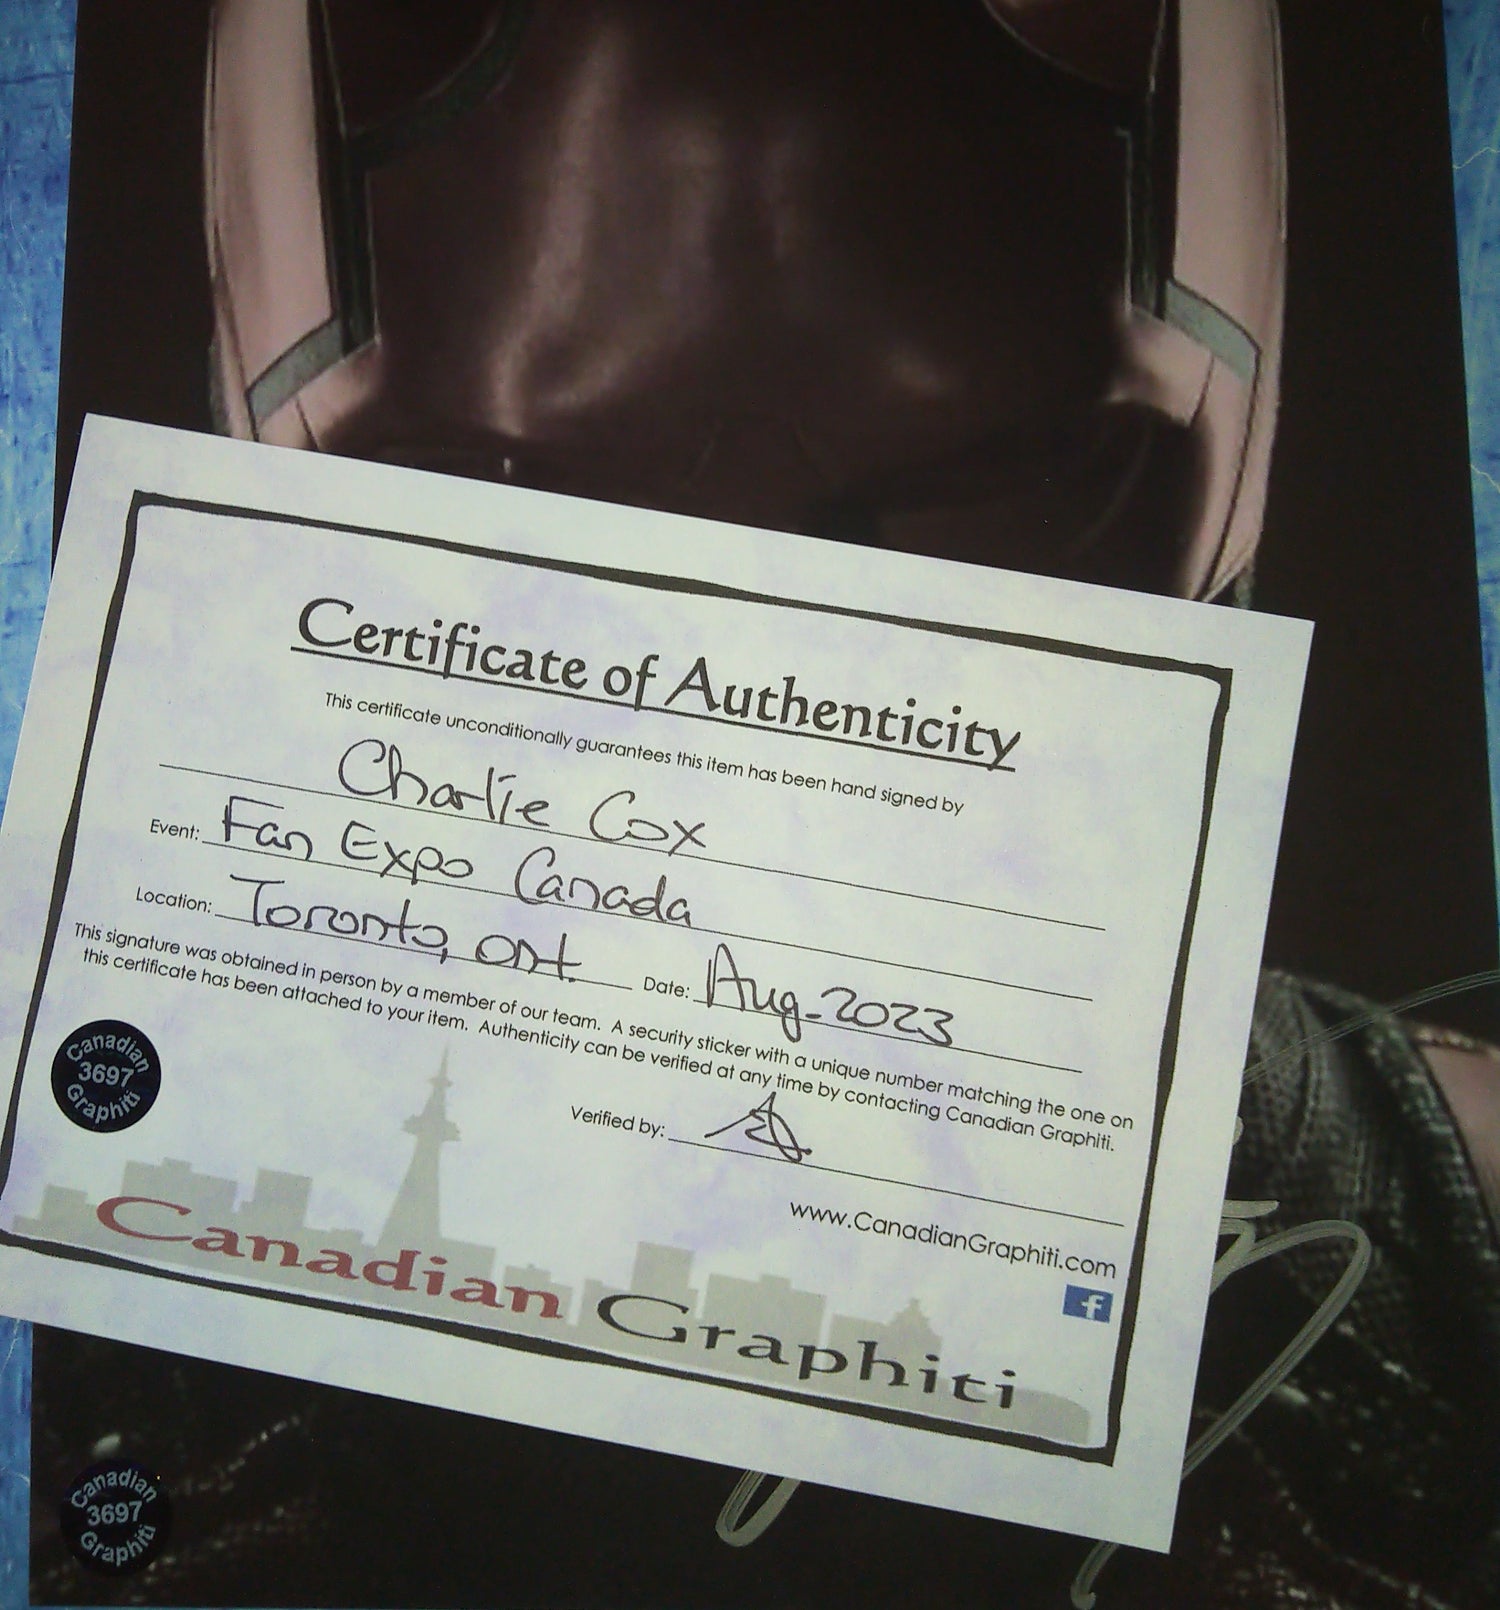 Certificate of Authenticity
This certificate unconditionally guarantees this item has been hand signed by
Charlie Cox
Event: Fan Expo Canada
Location: Toronto, Ont. Date: Aug-2023
This signature was obtained in person by a member of our team. A security sticker with a unique number matching the one on
this certificate has been attached to your item. Authenticity can be verified at any time by contacting Canadian Graphiti.
Canadian
3697
Graphiti
Verified by:
www.CanadianGraphiti.com
f
Canadian Graphiti
Canadian
3697
Graphiti